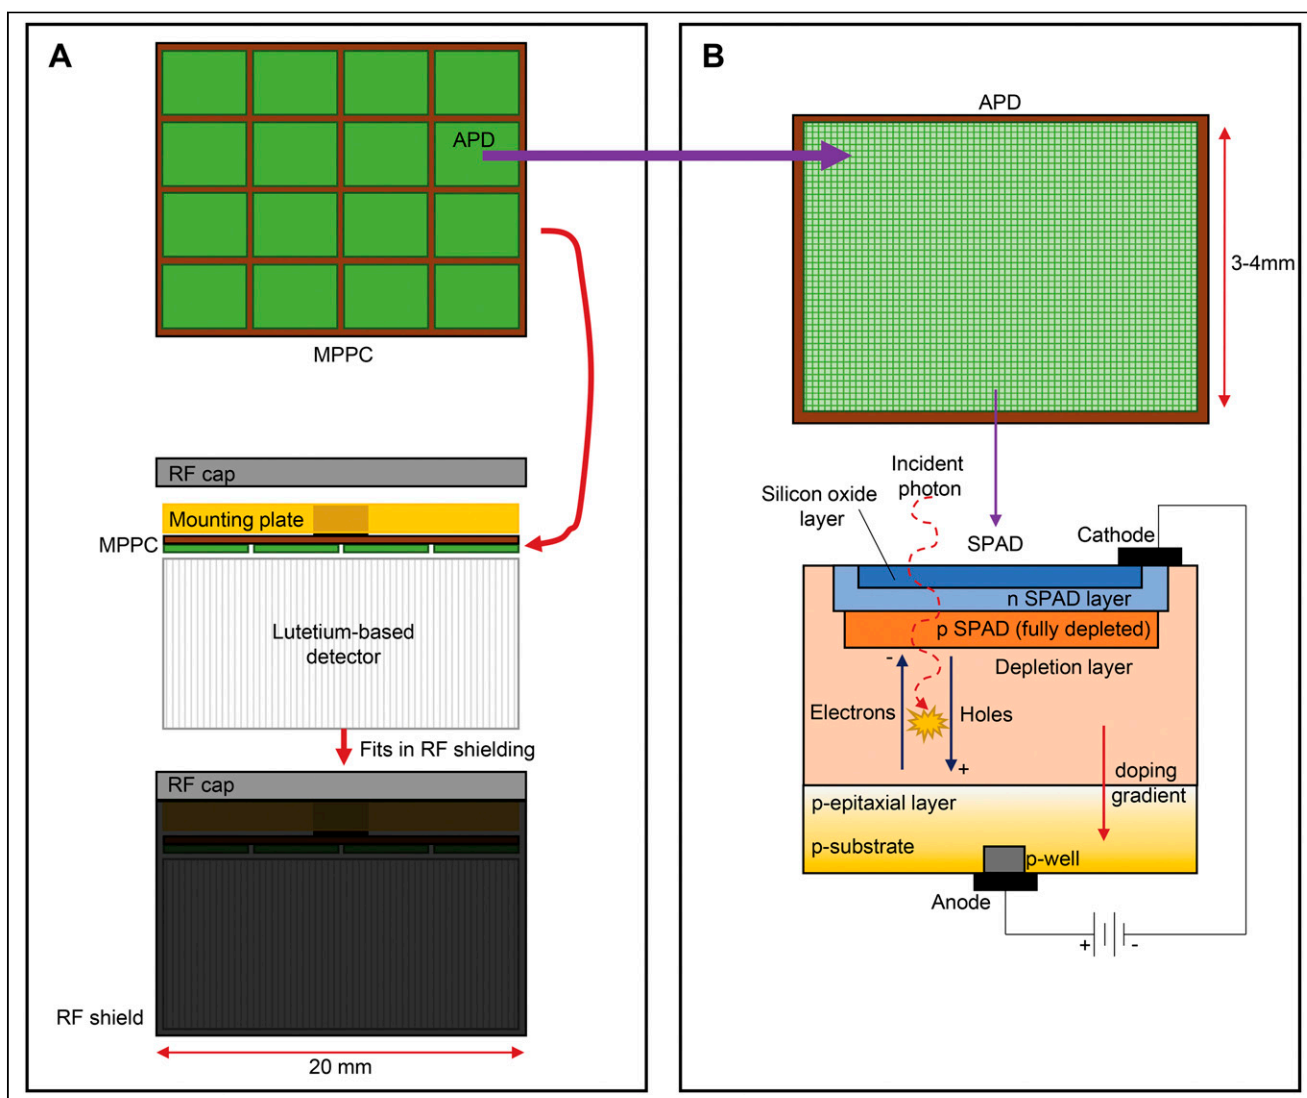 A
APD
MPPC
RF cap
Mounting plate
MPPC
Lutetium-based
detector
Fits in RF shielding
RF cap
RF shield
20 mm
B
APD
3-4mm
Incident
photon
Silicon oxide
layer
SPAD
Cathode
n SPAD layer
p SPAD (fully depleted)
-
Depletion layer
Electrons
Holes
+
doping
gradient
p-epitaxial layer
p-substrate
p-well
Anode
+
-